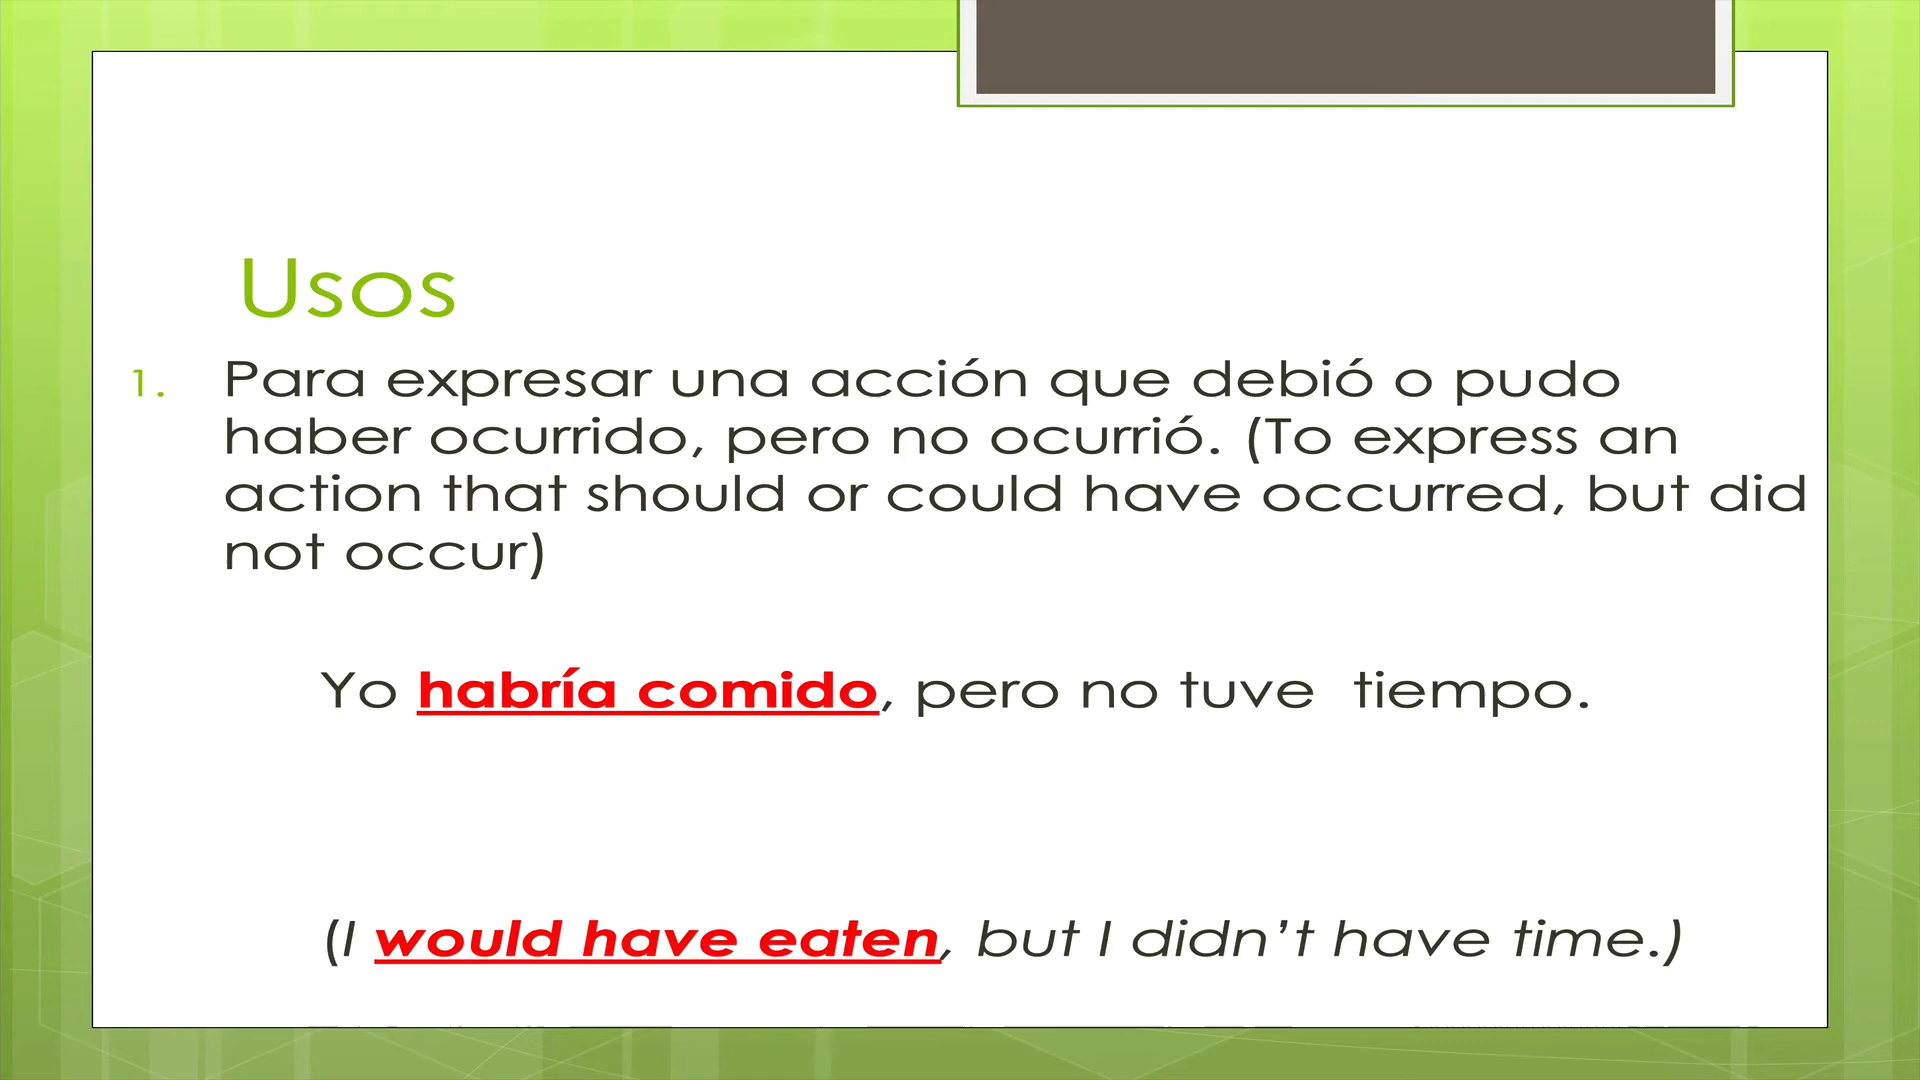 Usos
1. Para expresar una acción que debió o pudo
haber ocurrido, pero no ocurrió. (To express an
action that should or could have occurred, but did
not occur)
Yo habría comido, pero no tuve  tiempo.
(I would have eaten, but I didn’t have time.)